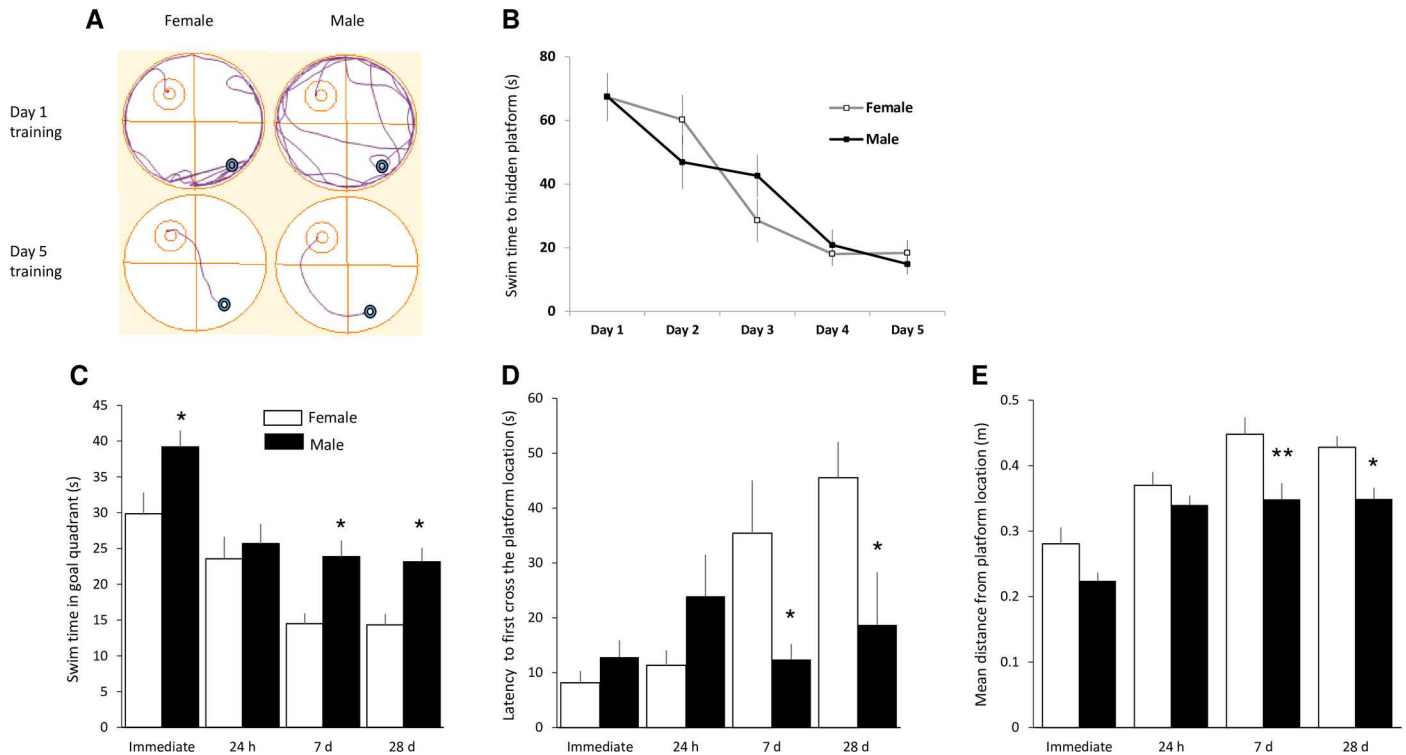 A
Female
Male
Day 1
training
Day 5
training
B
Swim time to hidden platform (s)
80
60
40
20
0
Female
Male
Day 1
Day 2
Day 3
Day 4
Day 5
C
Swim time in goal quadrant (s)
45
40
35
30
25
20
15
10
5
0
Female
Male
*
*
*
Immediate
24 h
7 d
28 d
D
Latency to first cross the platform location (s)
60
50
40
30
20
10
0
*
*
Immediate
24 h
7 d
28 d
E
Mean distance from platform location (m)
0.5
0.4
0.3
0.2
0.1
0
**
*
Immediate
24 h
7 d
28 d